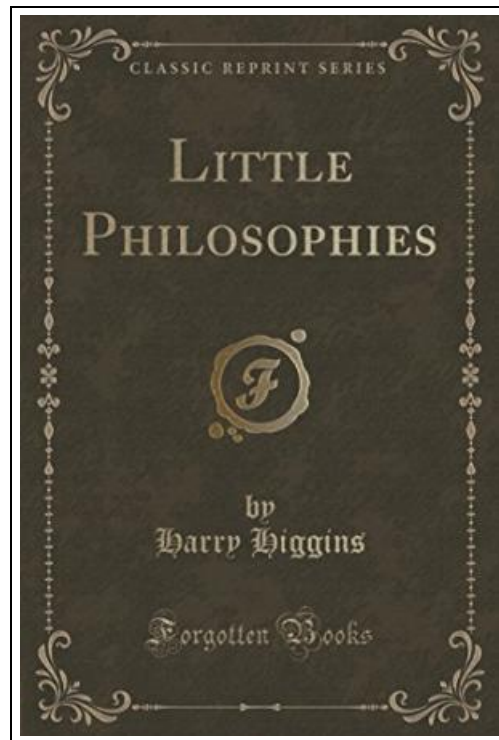 CLASSIC REPRINT SERIES
LITTLE
PHILOSOPHIES
F
by
Harry Higgins
Forgotten Books